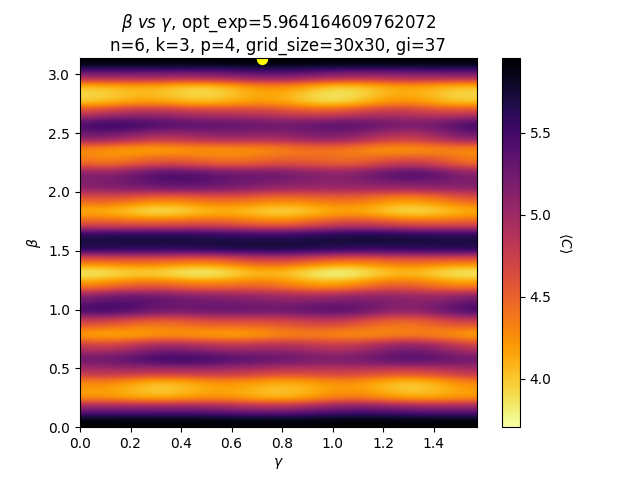 β vs γ, opt_exp=5.964164609762072
n=6, k=3, p=4, grid_size=30x30, gi=37
3.0
2.5
2.0
1.5
1.0
0.5
0.0
β
0.0 0.2 0.4 0.6 0.8 1.0 1.2 1.4
γ
5.5
5.0
4.5
4.0
⟨C⟩